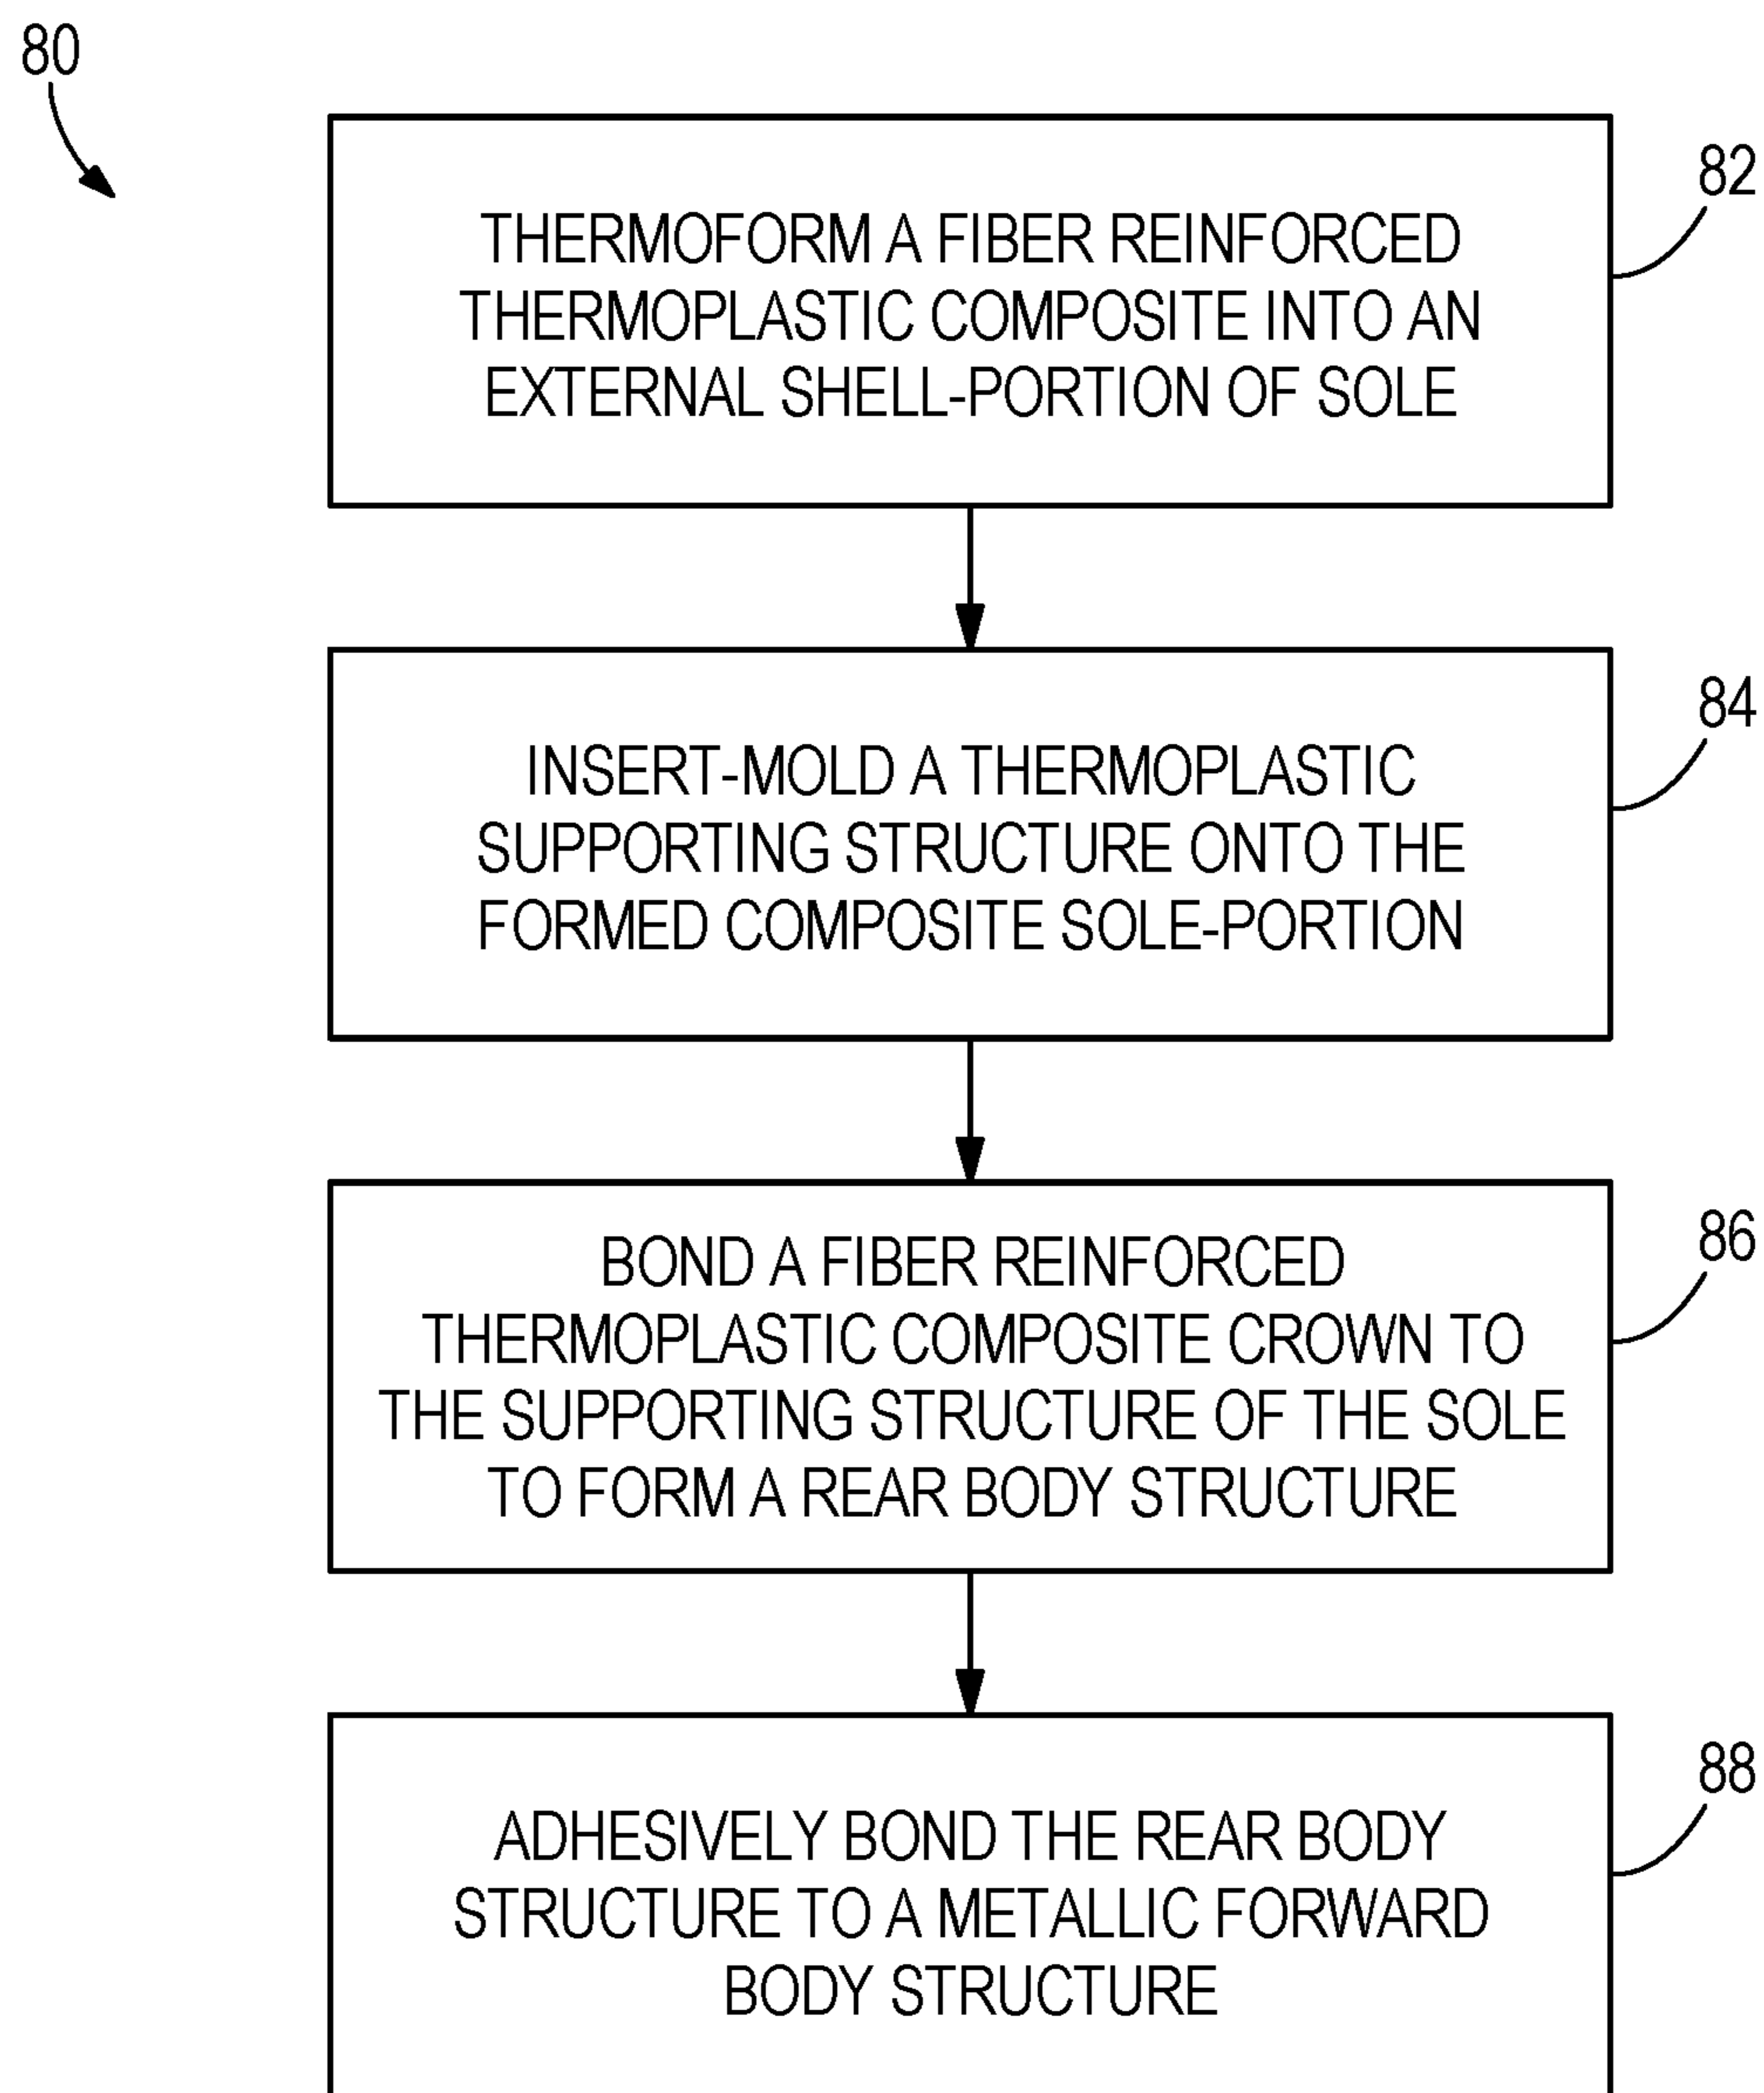 80
82
THERMOFORM A FIBER REINFORCED
THERMOPLASTIC COMPOSITE INTO AN
EXTERNAL SHELL-PORTION OF SOLE
84
INSERT-MOLD A THERMOPLASTIC
SUPPORTING STRUCTURE ONTO THE
FORMED COMPOSITE SOLE-PORTION
86
BOND A FIBER REINFORCED
THERMOPLASTIC COMPOSITE CROWN TO
THE SUPPORTING STRUCTURE OF THE SOLE
TO FORM A REAR BODY STRUCTURE
88
ADHESIVELY BOND THE REAR BODY
STRUCTURE TO A METALLIC FORWARD
BODY STRUCTURE